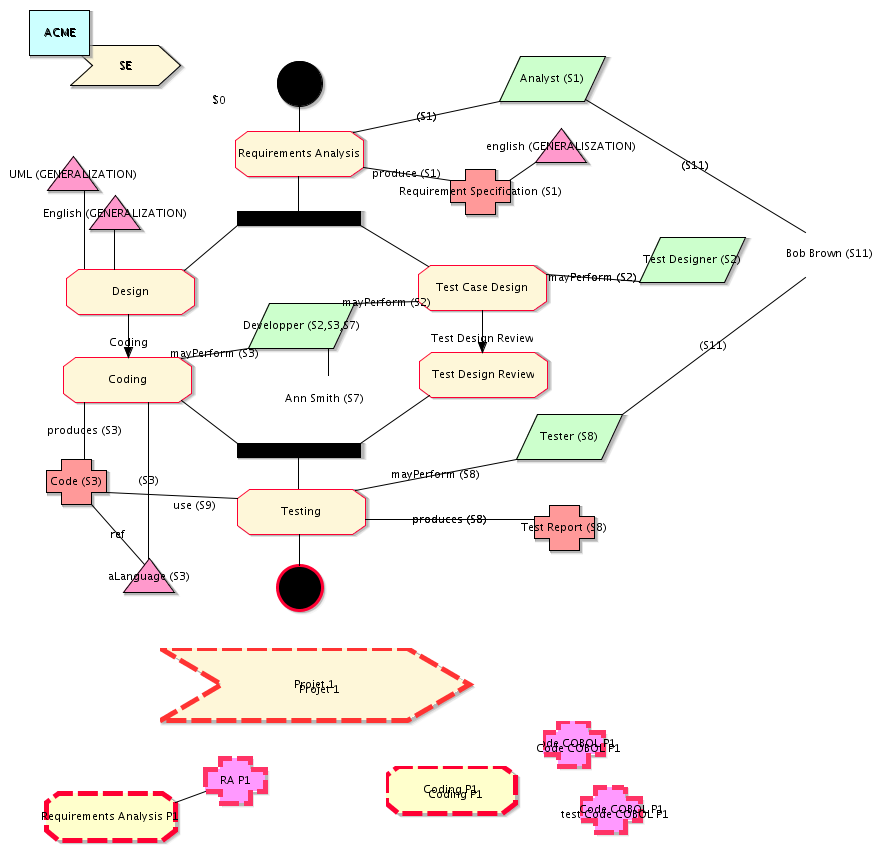 ACME
SE
S0
Analyst (S1)
(S1)
Requirements Analysis
english (GENERALISZATION)
produce (S1)
Requirement Specification (S1)
(S11)
UML (GENERALIZATION)
English (GENERALIZATION)
Bob Brown (S11)
Test Designer (S2)
mayPerform (S2)
Design
Test Case Design
mayPerform (S2)
Developper (S2,S3,S7)
Coding
Test Design Review
(S11)
mayPerform (S3)
Coding
Test Design Review
Ann Smith (S7)
produces (S3)
Tester (S8)
mayPerform (S8)
Code (S3)
(S3)
use (S9)
Testing
produces (S8)
Test Report (S8)
ref
aLanguage (S3)
Projet 1
Projet 1
Code COBOL P1
RA P1
Coding P1
Coding P1
Code COBOL P1
test Code COBOL P1
Requirements Analysis P1